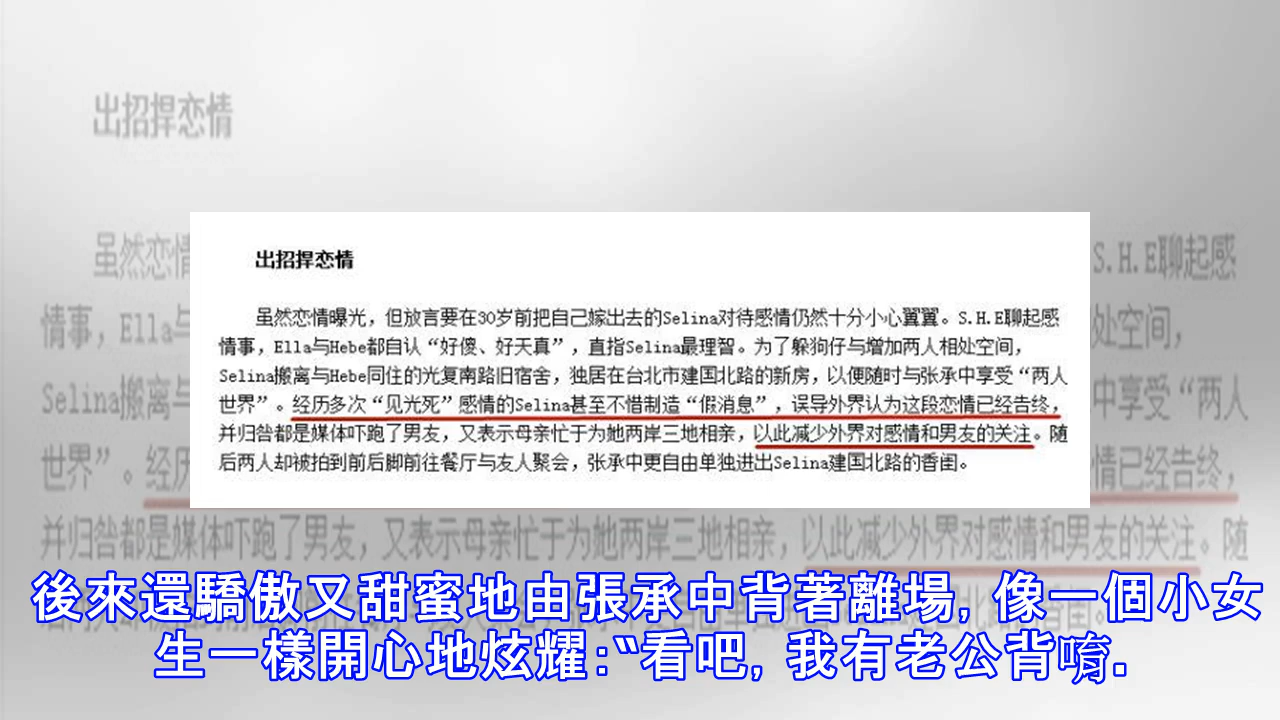 出招捍恋情
虽然恋情曝光，但放言要在30岁前把自己嫁出去的Selina对待感情仍然十分小心翼翼。S.H.E聊起感
情事，Ella与Hebe都自认“好傻、好天真”，直指Selina最理智。为了躲狗仔与增加两人相处空间，
Selina搬离与Hebe同住的光复南路旧宿舍，独居在台北市建国北路的新房，以便随时与张承中享受“两人
世界”。经历多次“见光死”感情的Selina甚至不惜制造“假消息”，误导外界认为这段恋情已经告终，
并归咎都是媒体吓跑了男友，又表示母亲忙于为她两岸三地相亲，以此减少外界对感情和男友的关注。随
后两人却被拍到前后脚前往餐厅与友人聚会，张承中更自由单独进出Selina建国北路的香闺。
後來還驕傲又甜蜜地由張承中背著離場, 像一個小女
生一樣開心地炫耀:“看吧, 我有老公背唷.